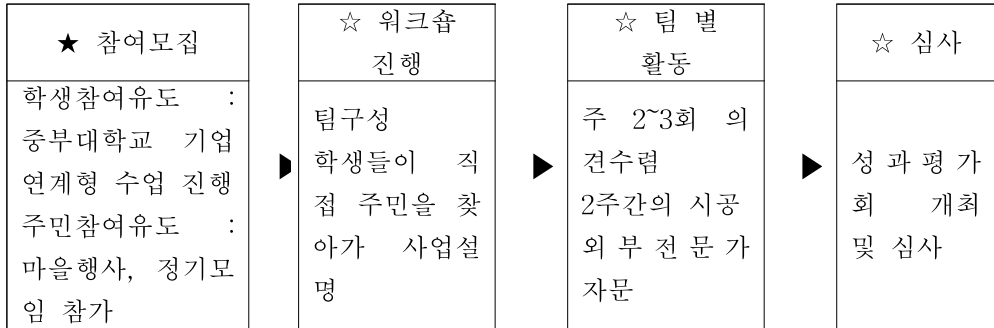 ★ 참여모집
학생참여유도 :
중부대학교 기업
연계형 수업 진행
주민참여유도 :
마을행사, 정기모
임 참가
☆ 워크숍
진행
팀구성
학생들이 직
접 주민을 찾
아가 사업설
명
☆ 팀 별
활동
주 2~3회 의
견수렴
2주간의 시공
외부전문가
자문
☆ 심사
성과평가
회 개최
및 심사